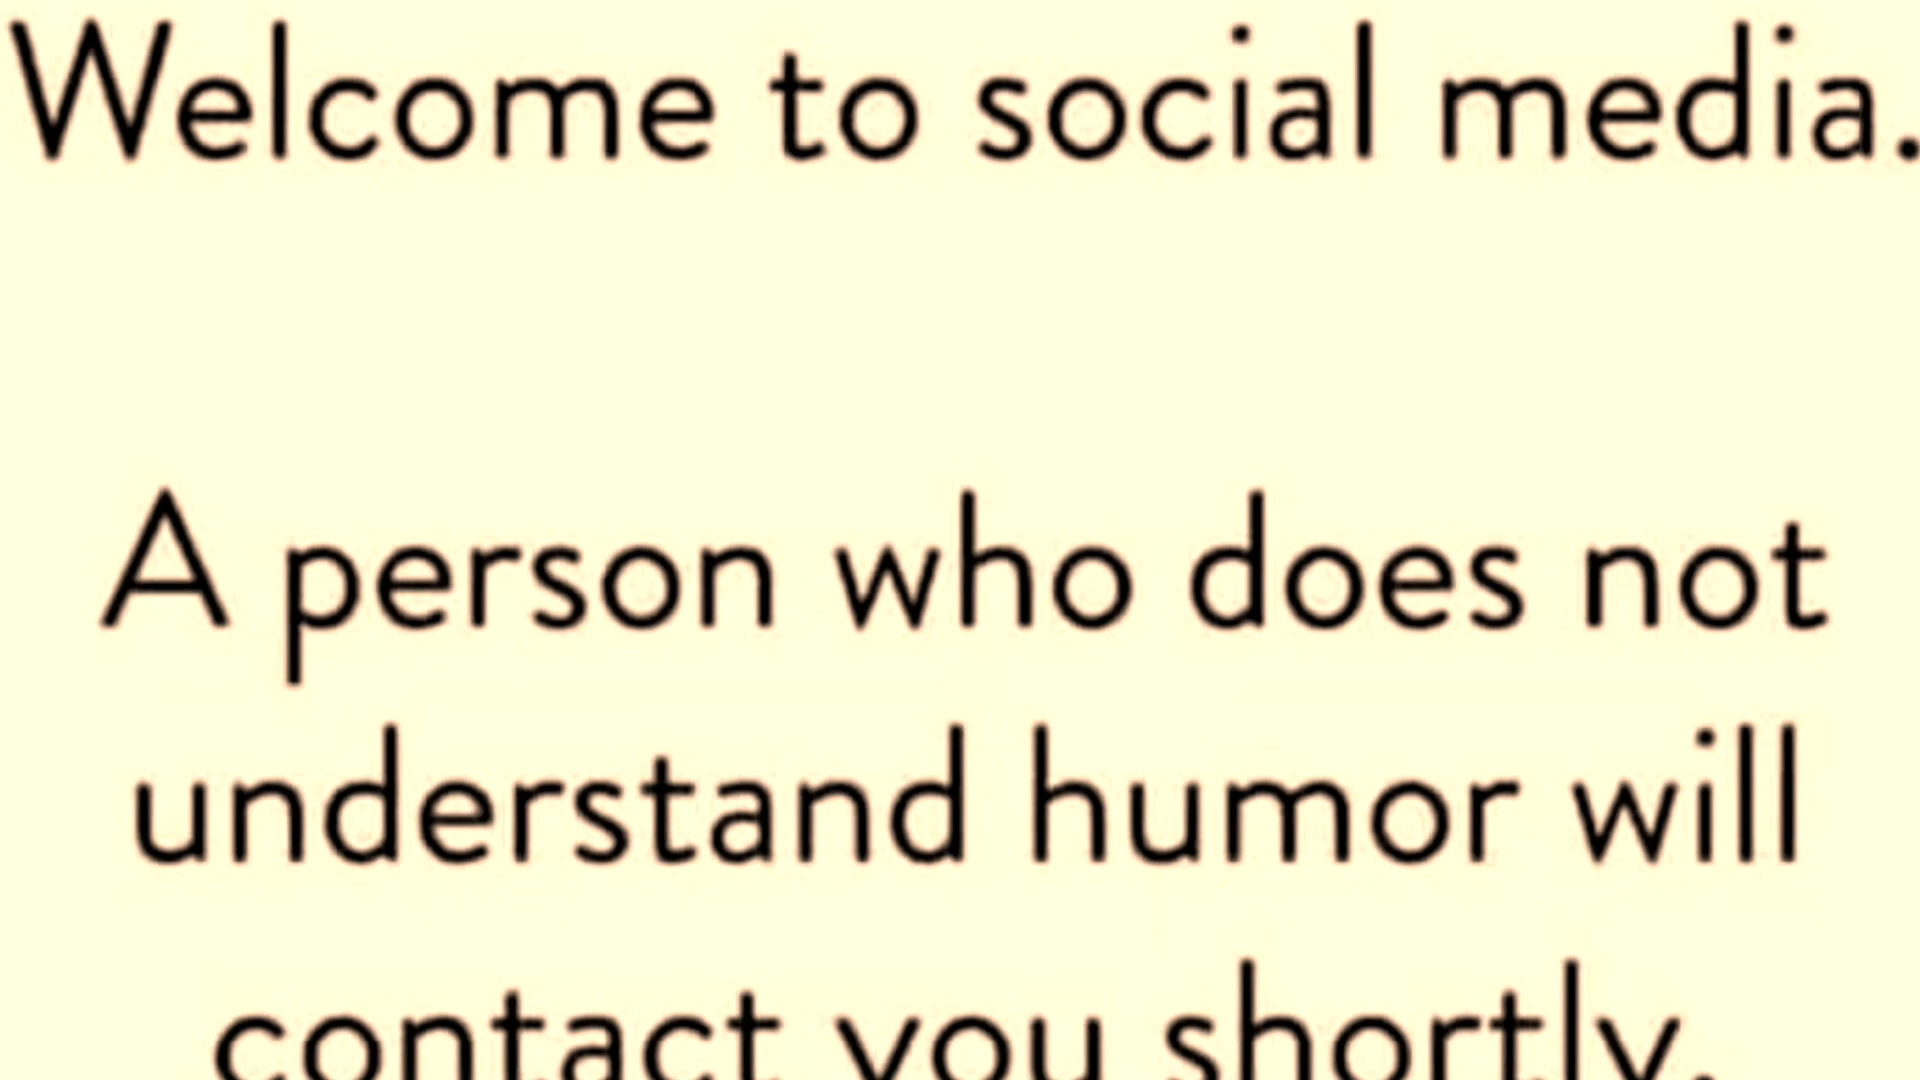 Welcome to social media.
A person who does not
understand humor will
contact you shortly.